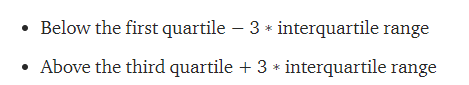 • Below the first quartile − 3 * interquartile range
• Above the third quartile + 3 * interquartile range